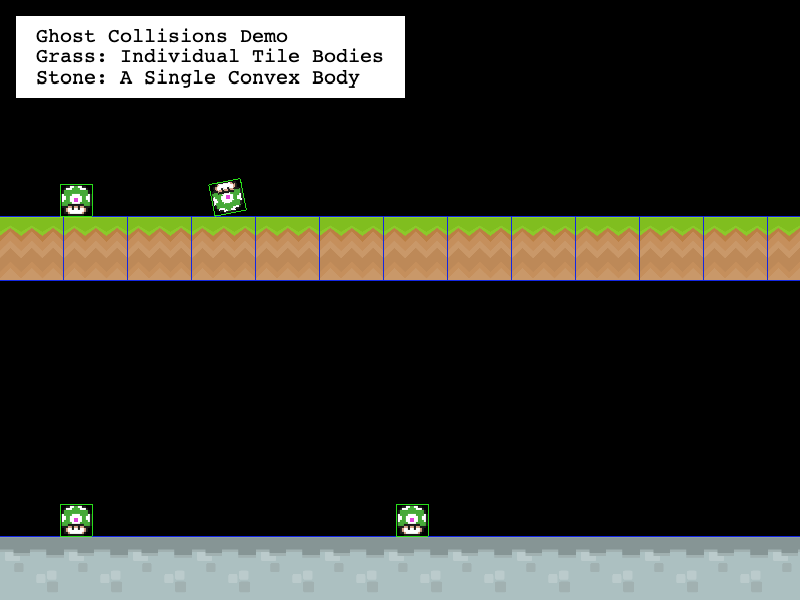 Ghost Collisions Demo
Grass: Individual Tile Bodies
Stone: A Single Convex Body